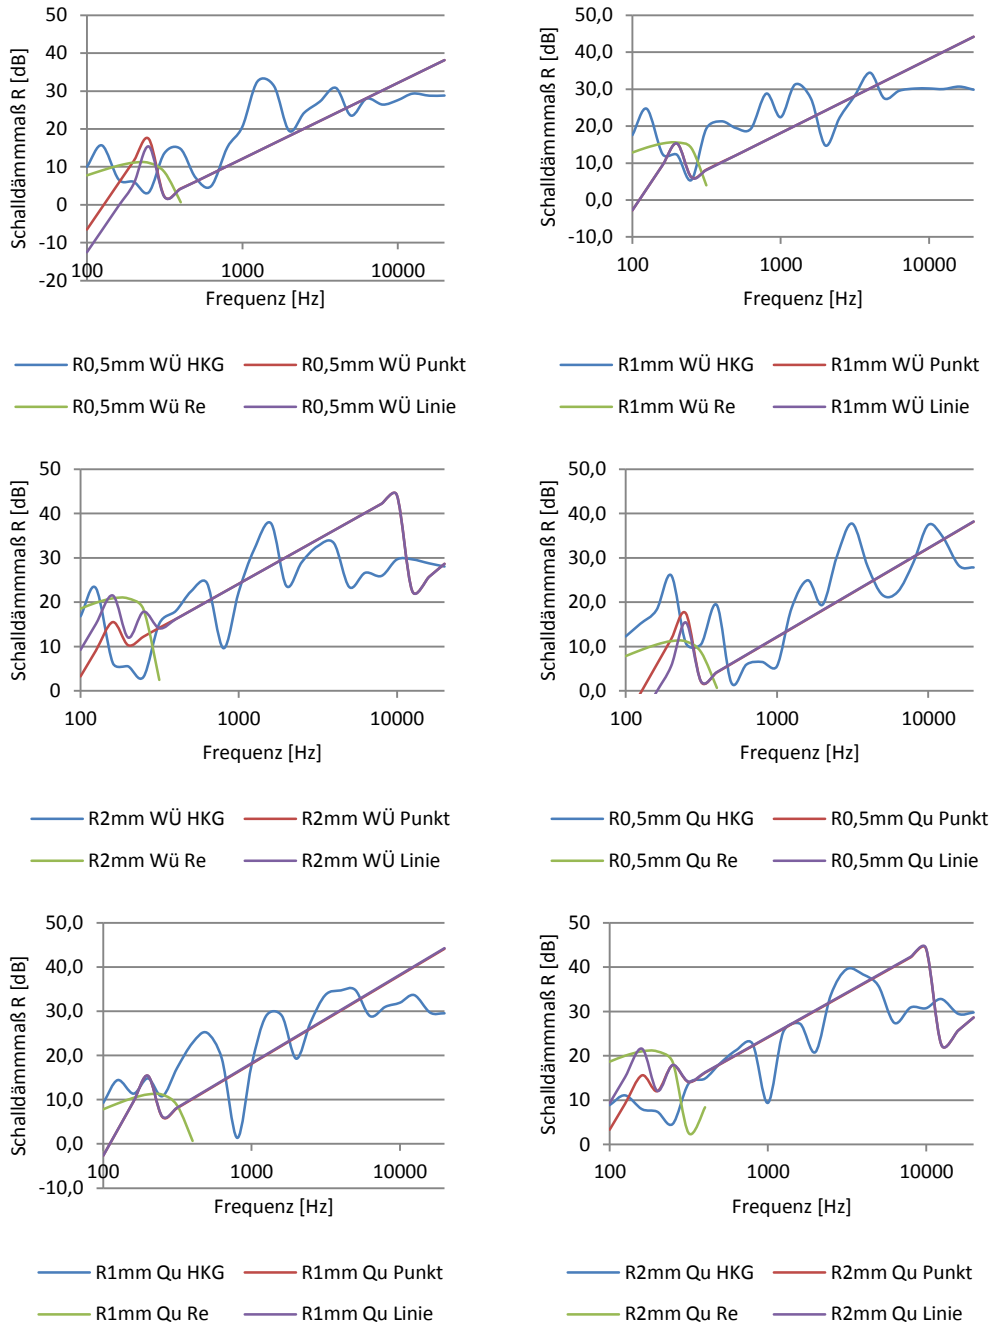 Schalldämmmaß R [dB]
50
40
30
20
10
0
-10
-20
100
1000
10000
Frequenz [Hz]
R0,5mm WÜ HKG
R0,5mm WÜ Punkt
R0,5mm Wü Re
R0,5mm WÜ Linie
Schalldämmmaß R [dB]
50,0
40,0
30,0
20,0
10,0
0,0
-10,0
100
1000
10000
Frequenz [Hz]
R1mm WÜ HKG
R1mm WÜ Punkt
R1mm Wü Re
R1mm WÜ Linie
Schalldämmmaß R [dB]
50
40
30
20
10
0
100
1000
10000
Frequenz [Hz]
R2mm WÜ HKG
R2mm WÜ Punkt
R2mm Wü Re
R2mm WÜ Linie
Schalldämmmaß R [dB]
50,0
40,0
30,0
20,0
10,0
0,0
100
1000
10000
Frequenz [Hz]
R0,5mm Qu HKG
R0,5mm Qu Punkt
R0,5mm Qu Re
R0,5mm Qu Linie
Schalldämmmaß R [dB]
50,0
40,0
30,0
20,0
10,0
0,0
-10,0
100
1000
10000
Frequenz [Hz]
R1mm Qu HKG
R1mm Qu Punkt
R1mm Qu Re
R1mm Qu Linie
Schalldämmmaß R [dB]
50
40
30
20
10
0
100
1000
10000
Frequenz [Hz]
R2mm Qu HKG
R2mm Qu Punkt
R2mm Qu Re
R2mm Qu Linie